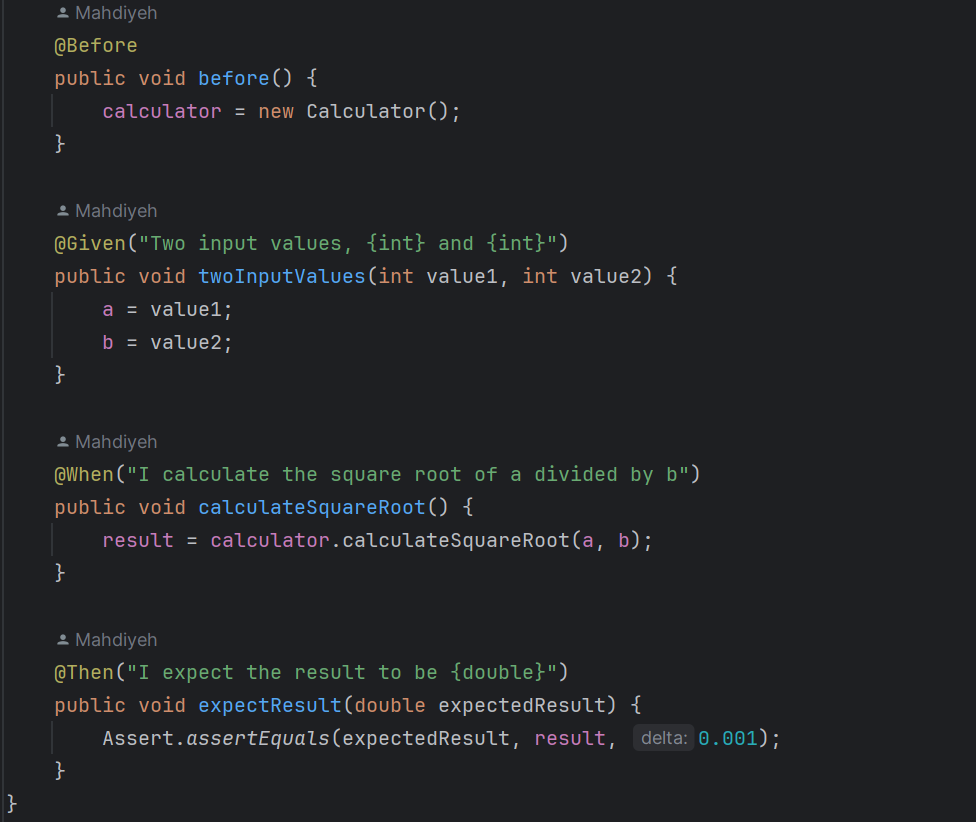 Mahdiyeh
@Before
public void before() {
    calculator = new Calculator();
}
Mahdiyeh
@Given("Two input values, {int} and {int}")
public void twoInputValues(int value1, int value2) {
    a = value1;
    b = value2;
}
Mahdiyeh
@When("I calculate the square root of a divided by b")
public void calculateSquareRoot() {
    result = calculator.calculateSquareRoot(a, b);
}
Mahdiyeh
@Then("I expect the result to be {double}")
public void expectResult(double expectedResult) {
    Assert.assertEquals(expectedResult, result, delta: 0.001);
}
}